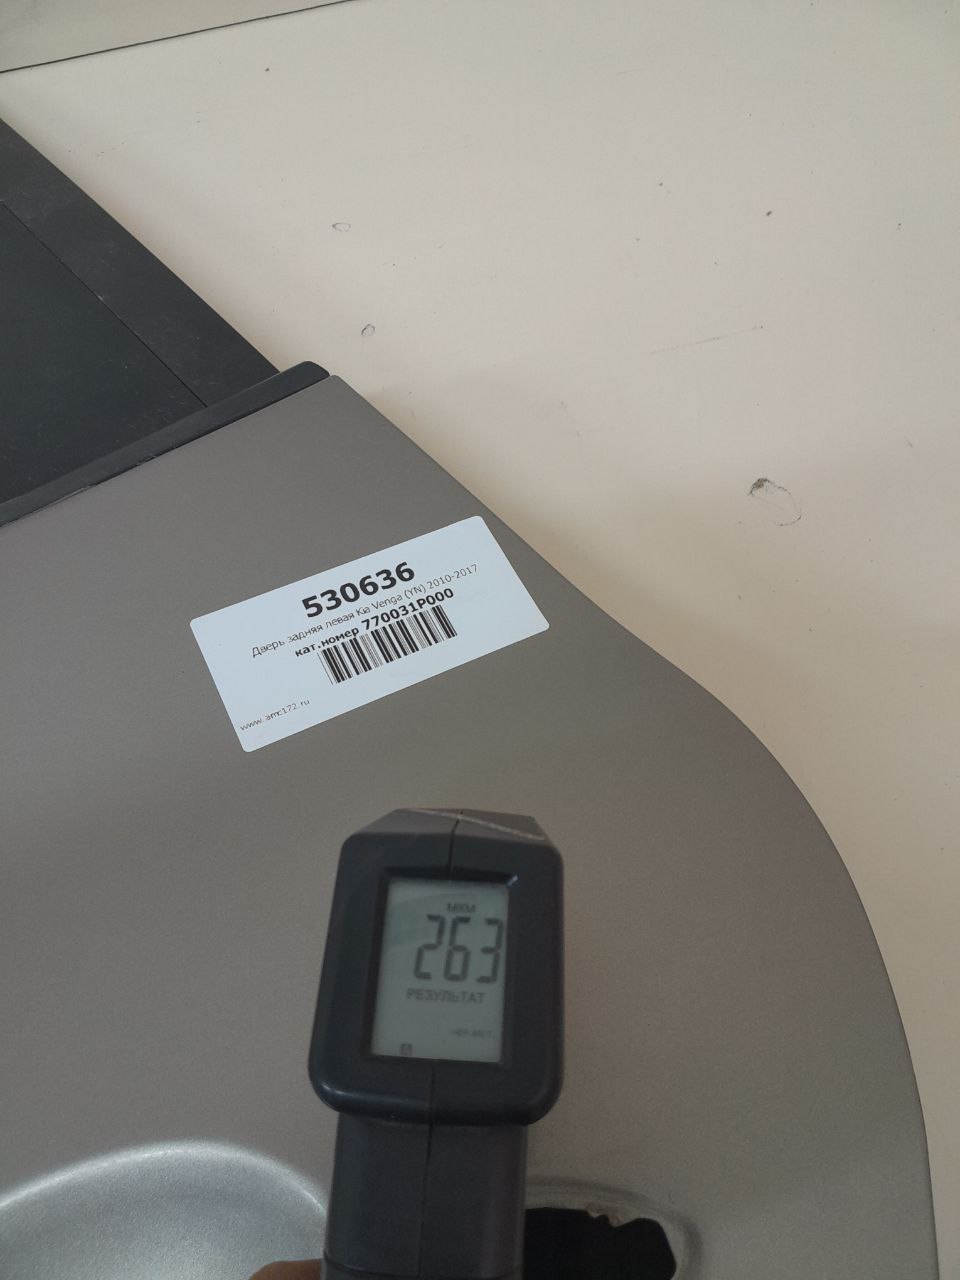 530636
Дверь задняя левая Kia Venga (YN) 2010-2017
кат.номер 770031P000
www.amc172.ru
МКМ
263
РЕЗУЛЬТАТ